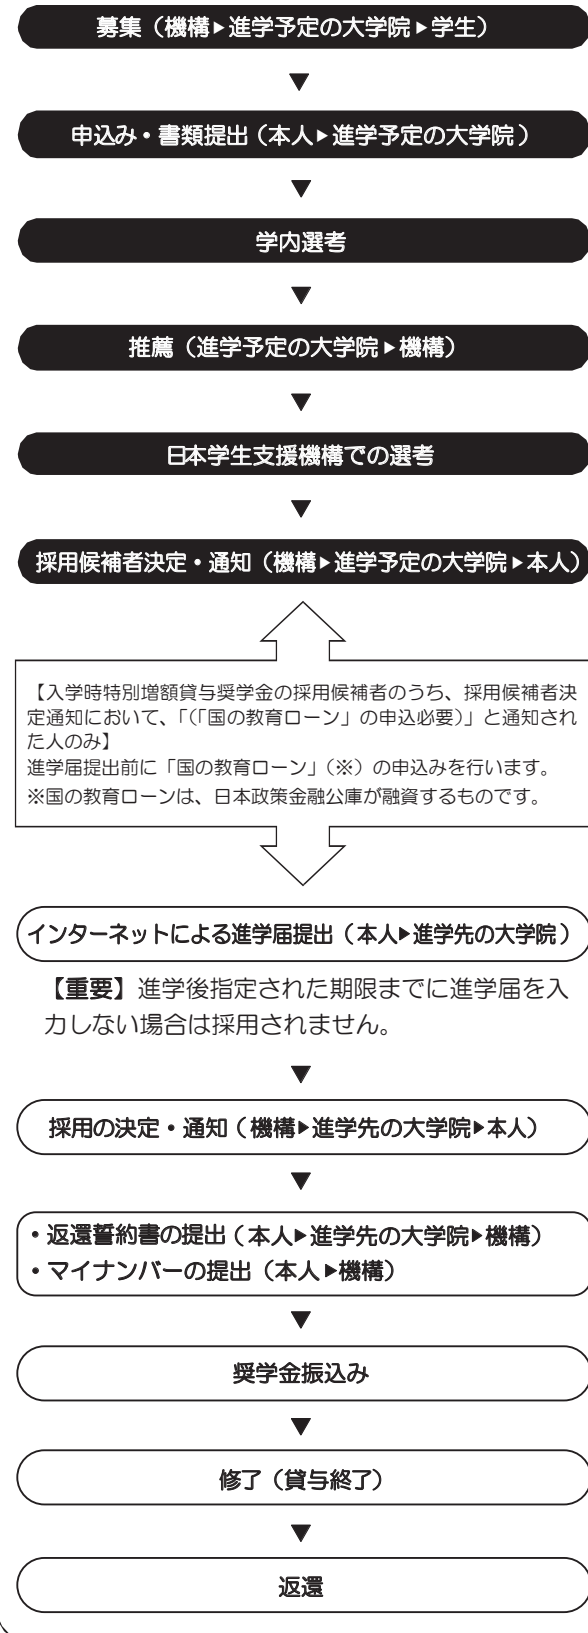 募集（機構▶進学予定の大学院▶学生）
▼
申込み・書類提出（本人▶進学予定の大学院）
▼
学内選考
▼
推薦（進学予定の大学院▶機構）
▼
日本学生支援機構での選考
▼
採用候補者決定・通知（機構▶進学予定の大学院▶本人）
【入学時特別増額貸与奨学金の採用候補者のうち、採用候補者決
定通知において、「（「国の教育ローン」の申込必要）」と通知され
た人のみ】
進学届提出前に「国の教育ローン」（※）の申込みを行います。
※国の教育ローンは、日本政策金融公庫が融資するものです。
インターネットによる進学届提出（本人▶進学先の大学院）
【重要】進学後指定された期限までに進学届を入
力しない場合は採用されません。
▼
採用の決定・通知（機構▶進学先の大学院▶本人）
▼
・返還誓約書の提出（本人▶進学先の大学院▶機構）
・マイナンバーの提出（本人▶機構）
▼
奨学金振込み
▼
修了（貸与終了）
▼
返還